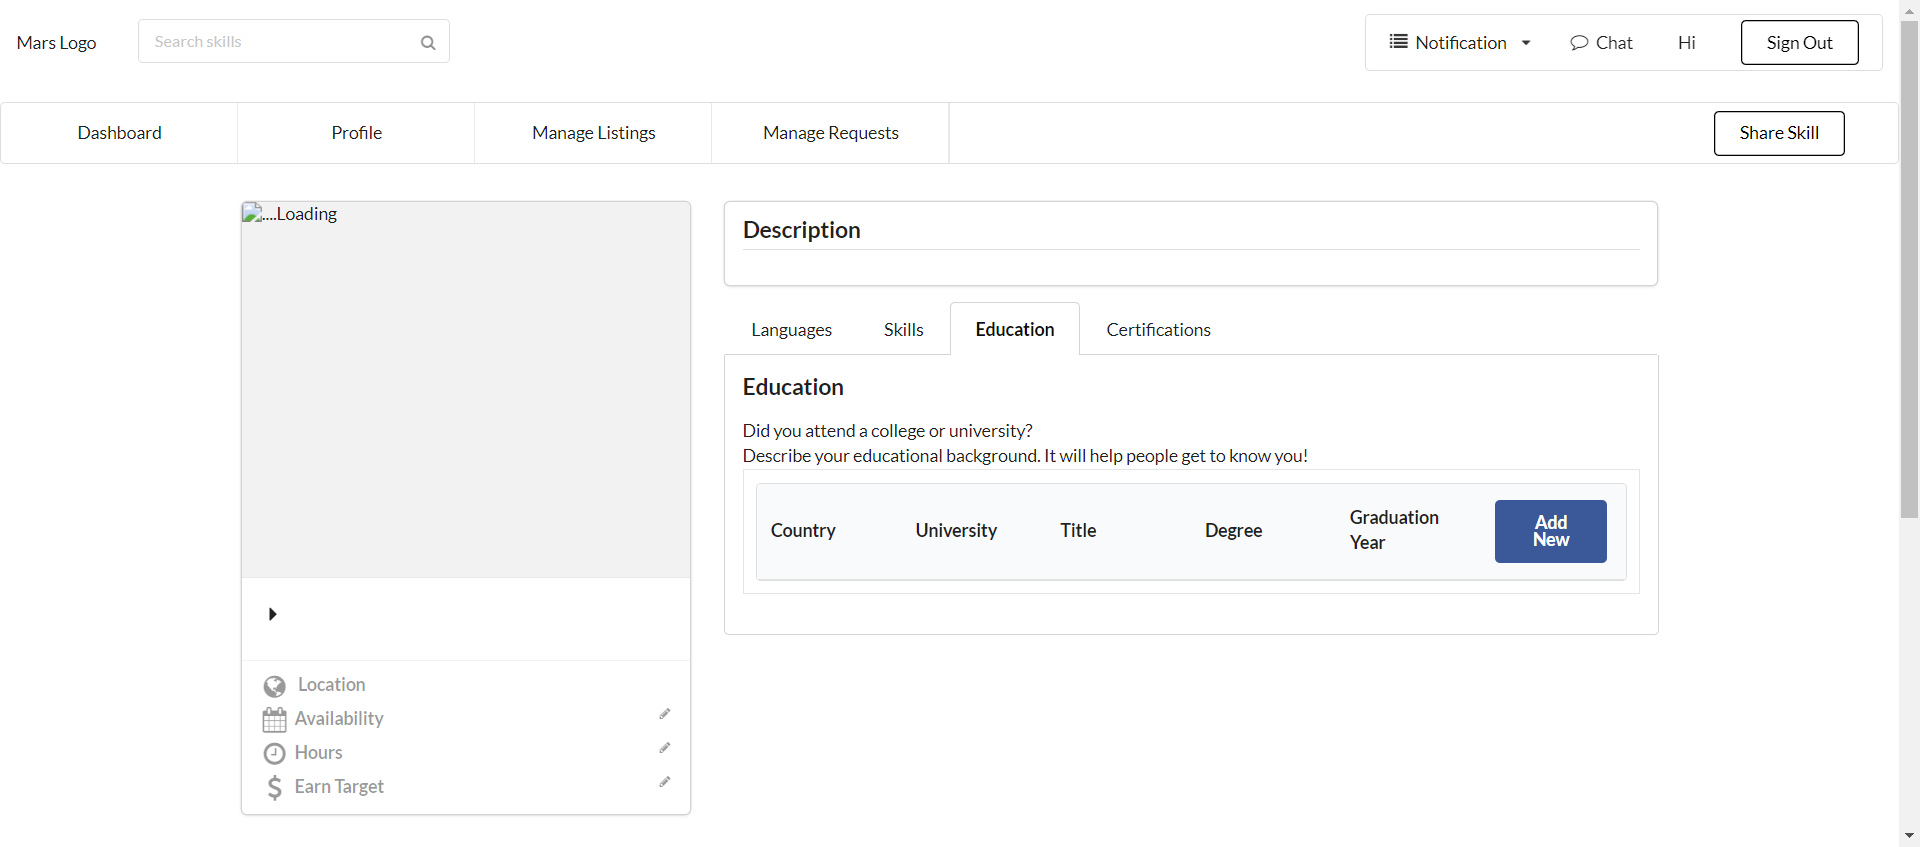 Mars Logo
Search skills
Notification
Chat
Hi
Sign Out
Dashboard
Profile
Manage Listings
Manage Requests
Share Skill
....Loading
Location
Availability
Hours
Earn Target
Description
Languages
Skills
Education
Certifications
Education
Did you attend a college or university?
Describe your educational background. It will help people get to know you!
Country
University
Title
Degree
Graduation
Year
Add
New